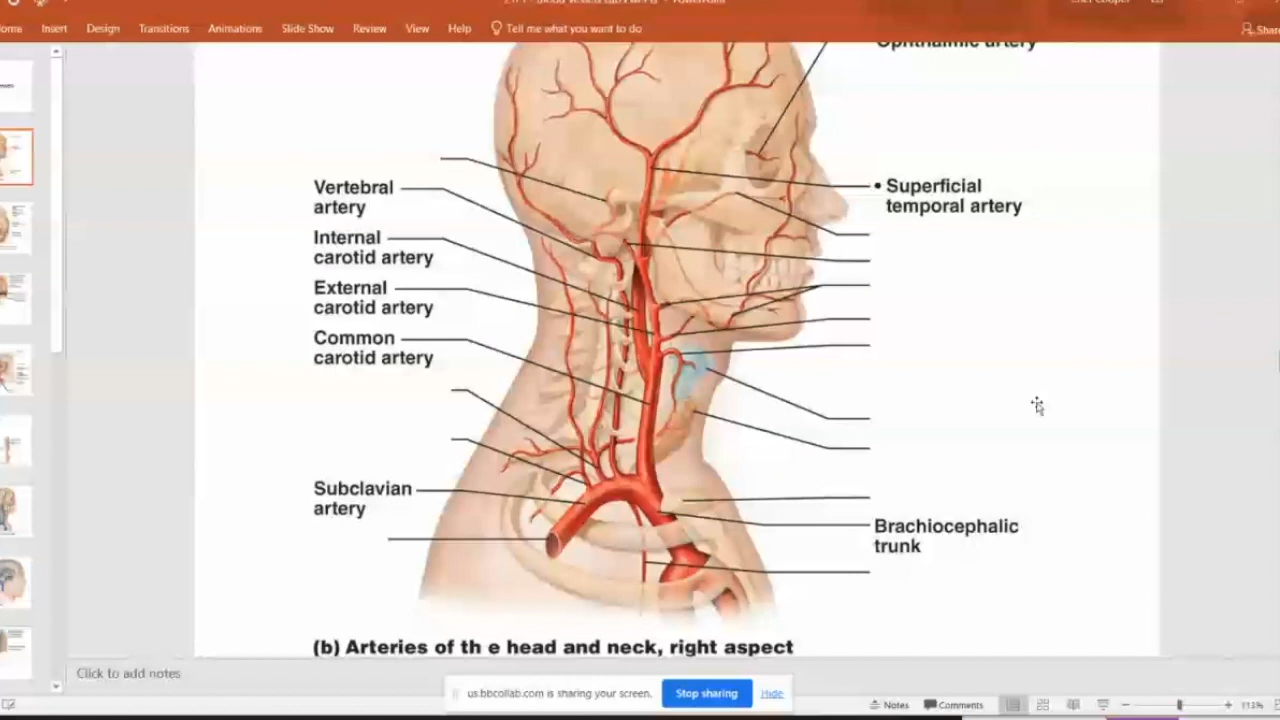 Insert Design Transitions Animations Slide Show Review View Help Tell me what you want to do
Ophthalmic artery
Vertebral
artery
• Superficial
temporal artery
Internal
carotid artery
External
carotid artery
Common
carotid artery
Subclavian
artery
Brachiocephalic
trunk
(b) Arteries of th e head and neck, right aspect
Click to add notes
us.bbcollab.com is sharing your screen. Stop sharing Hide
Notes Comments 113%